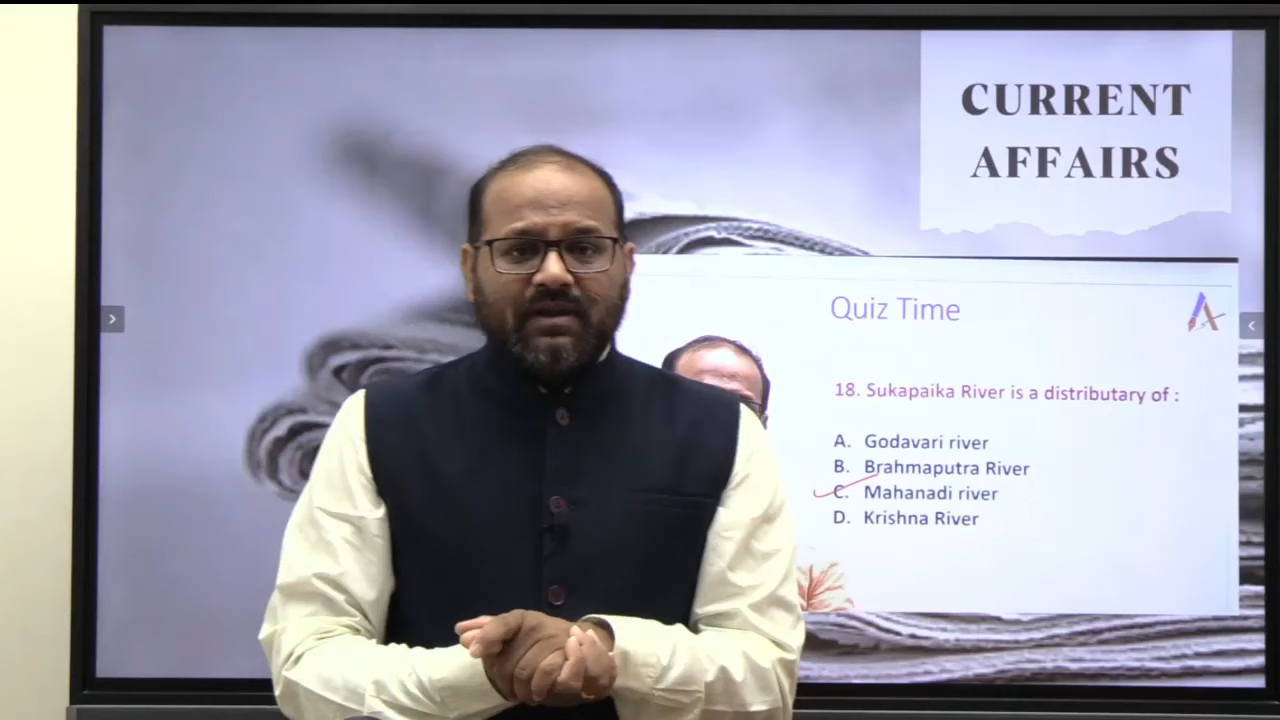 CURRENT
AFFAIRS
Quiz Time
18. Sukapaika River is a distributary of :
A. Godavari river
B. Brahmaputra River
C. Mahanadi river
D. Krishna River